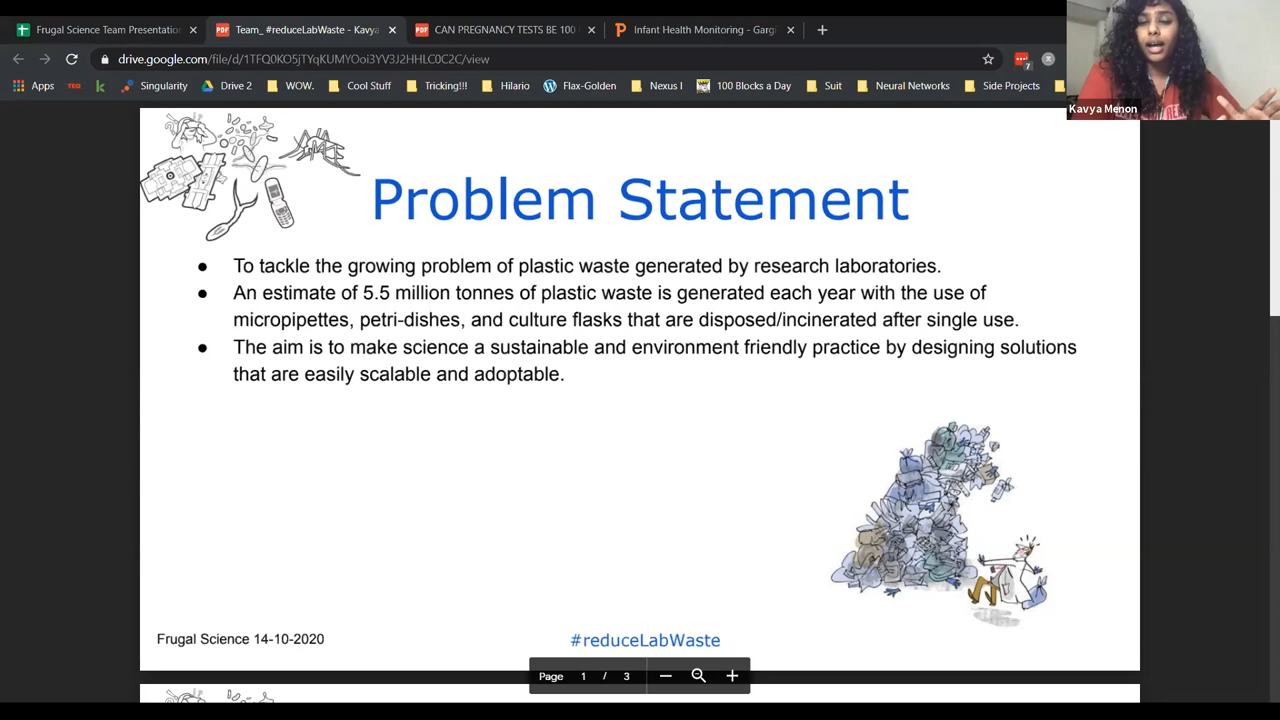 Frugal Science Team Presentation
Team_ #reduceLabWaste - Kavya
CAN PREGNANCY TESTS BE 100
Infant Health Monitoring - Gargi
drive.google.com/file/d/1TFQ0KO5jTYqKUMYOoi3YV3J2HHLC0C2C/view
Apps
TEQ
Singularity
Drive 2
WOW.
Cool Stuff
Tricking!!!
Hilario
Flax-Golden
Nexus I
100 Blocks a Day
Suit
Neural Networks
Side Projects
Kavya Menon
Problem Statement
● To tackle the growing problem of plastic waste generated by research laboratories.
● An estimate of 5.5 million tonnes of plastic waste is generated each year with the use of
micropipettes, petri-dishes, and culture flasks that are disposed/incinerated after single use.
● The aim is to make science a sustainable and environment friendly practice by designing solutions
that are easily scalable and adoptable.
Frugal Science 14-10-2020
#reduceLabWaste
Page 1 / 3